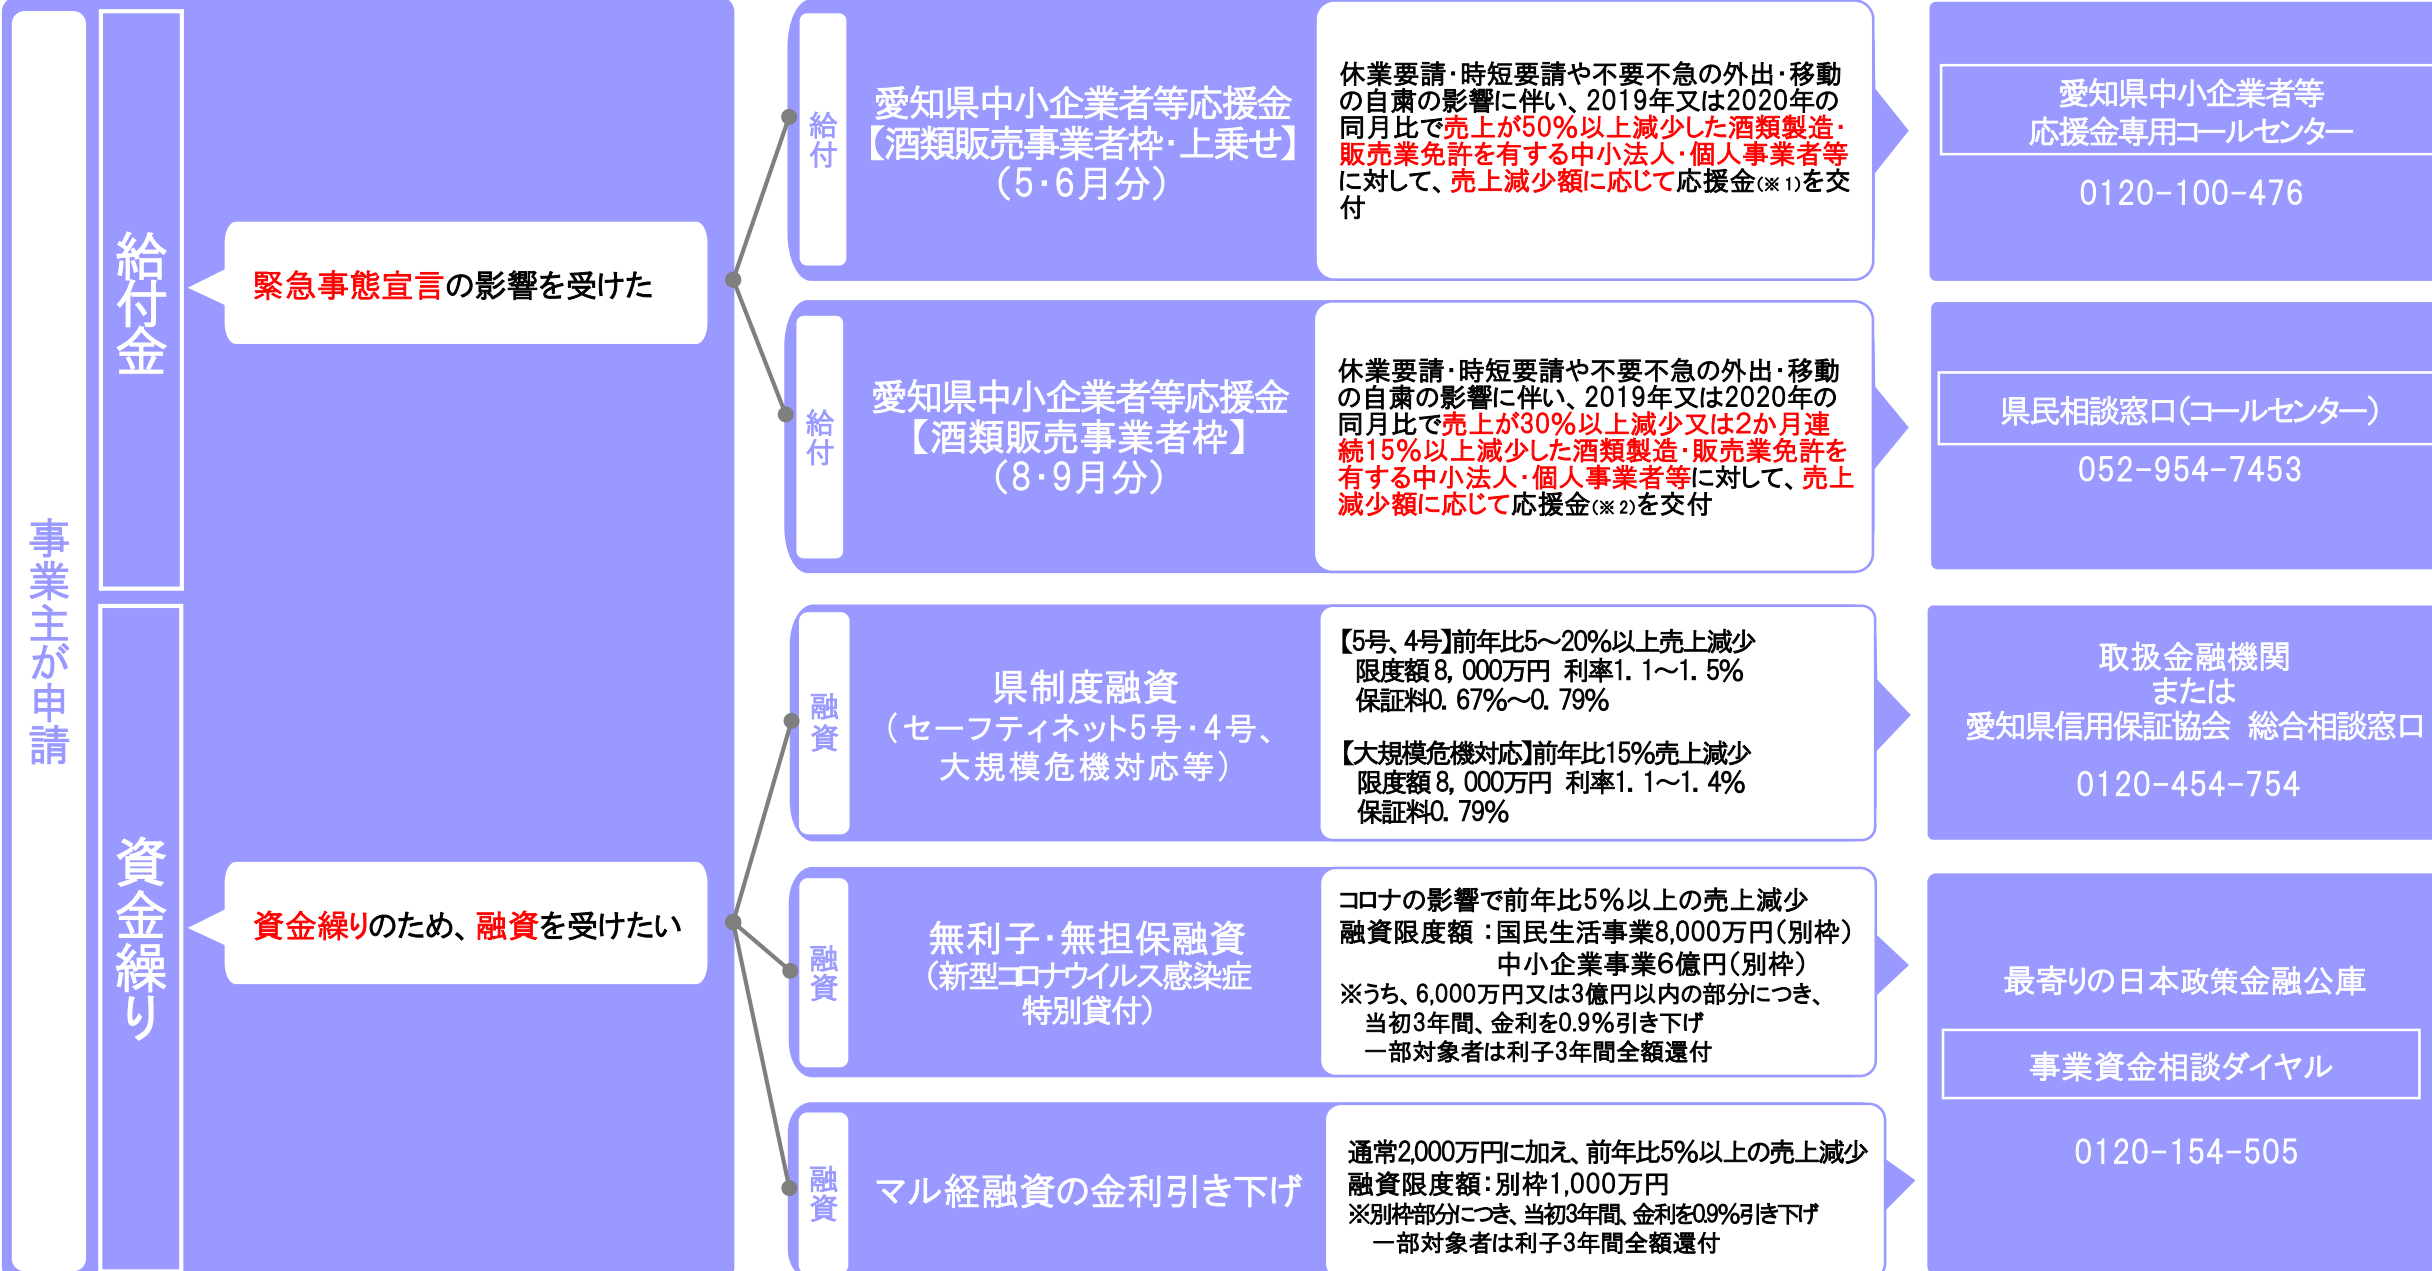 事業主が申請
給付金
緊急事態宣言の影響を受けた
給付
愛知県中小企業者等応援金
【酒類販売事業者枠・上乗せ】
（5・6月分）
休業要請・時短要請や不要不急の外出・移動
の自粛の影響に伴い、2019年又は2020年の
同月比で売上が50％以上減少した酒類製造・
販売業免許を有する中小法人・個人事業者等
に対して、売上減少額に応じて応援金（※1）を交
付
愛知県中小企業者等
応援金専用コールセンター
0120-100-476
給付
愛知県中小企業者等応援金
【酒類販売事業者枠】
（8・9月分）
休業要請・時短要請や不要不急の外出・移動
の自粛の影響に伴い、2019年又は2020年の
同月比で売上が30％以上減少又は2か月連
続15％以上減少した酒類製造・販売業免許を
有する中小法人・個人事業者等に対して、売上
減少額に応じて応援金（※2）を交付
県民相談窓口（コールセンター）
052-954-7453
資金繰り
資金繰りのため、融資を受けたい
融資
県制度融資
（セーフティネット5号・4号、
大規模危機対応等）
【5号、4号】前年比5～20％以上売上減少
限度額8，000万円 利率1．1～1．5％
保証料0．67％～0．79％
【大規模危機対応】前年比15％売上減少
限度額8，000万円 利率1．1～1．4％
保証料0．79％
取扱金融機関
または
愛知県信用保証協会 総合相談窓口
0120-454-754
融資
無利子・無担保融資
（新型コロナウイルス感染症
特別貸付）
コロナの影響で前年比5％以上の売上減少
融資限度額：国民生活事業8,000万円（別枠）
中小企業事業6億円（別枠）
※うち、6,000万円又は3億円以内の部分につき、
当初3年間、金利を0.9％引き下げ
一部対象者は利子3年間全額還付
最寄りの日本政策金融公庫
事業資金相談ダイヤル
0120-154-505
融資
マル経融資の金利引き下げ
通常2,000万円に加え、前年比5％以上の売上減少
融資限度額：別枠1,000万円
※別枠部分につき、当初3年間、金利を0.9％引き下げ
一部対象者は利子3年間全額還付